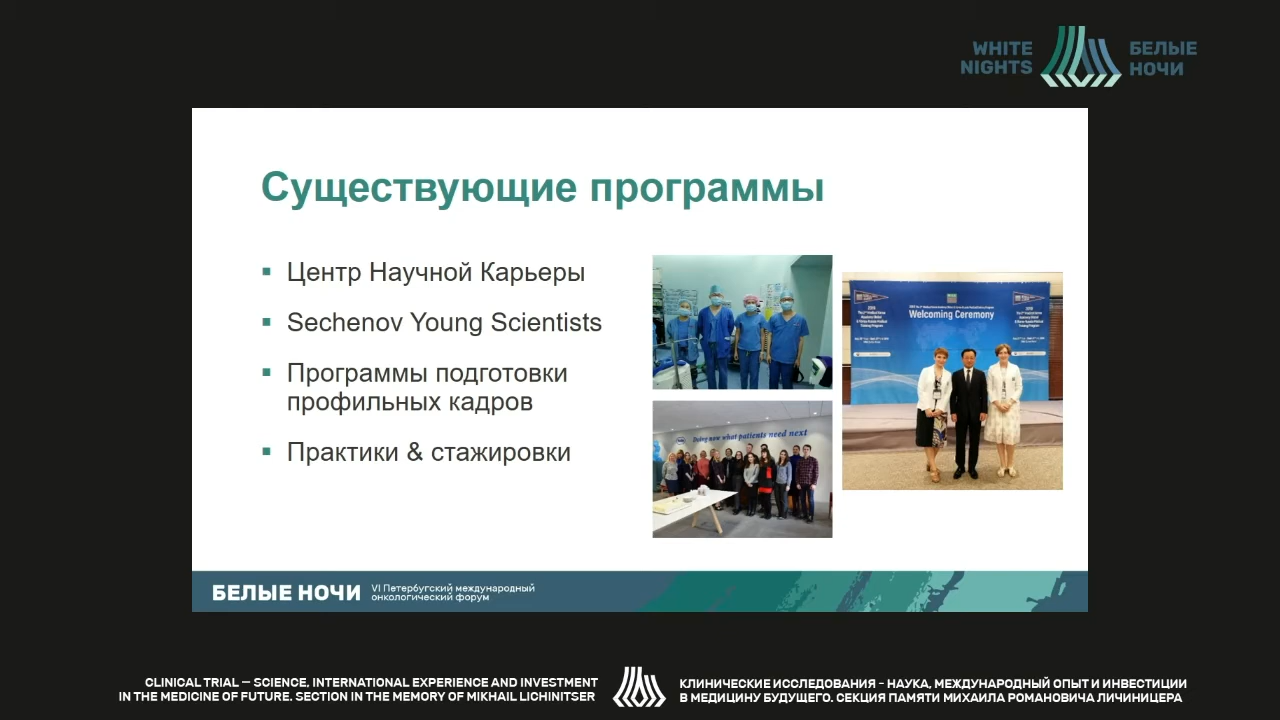 WHITE
NIGHTS
БЕЛЫЕ
НОЧИ
Существующие программы
Центр Научной Карьеры
Sechenov Young Scientists
Программы подготовки
профильных кадров
Практики & стажировки
Doing now what patients need next
Welcoming Ceremony
БЕЛЫЕ НОЧИ
VI Петербугский международный
онкологический форум
CLINICAL TRIAL — SCIENCE, INTERNATIONAL EXPERIENCE AND INVESTMENT
IN THE MEDICINE OF FUTURE. SECTION IN THE MEMORY OF MIKHAIL LICHINITSER
КЛИНИЧЕСКИЕ ИССЛЕДОВАНИЯ - НАУКА, МЕЖДУНАРОДНЫЙ ОПЫТ И ИНВЕСТИЦИИ
В МЕДИЦИНУ БУДУЩЕГО. СЕКЦИЯ ПАМЯТИ МИХАИЛА РОМАНОВИЧА ЛИЧИНИЦЕРА